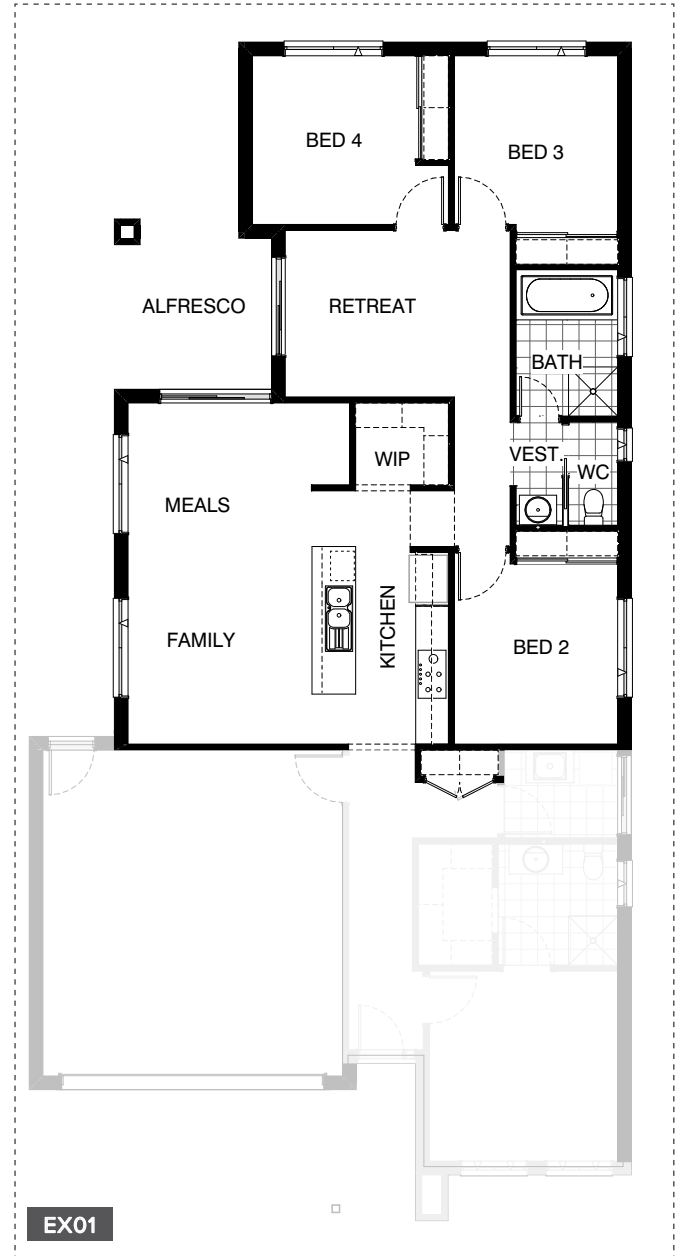 BED 4
BED 3
ALFRESCO
RETREAT
BATH
WIP
VEST.
WC
MEALS
KITCHEN
FAMILY
BED 2
EX01